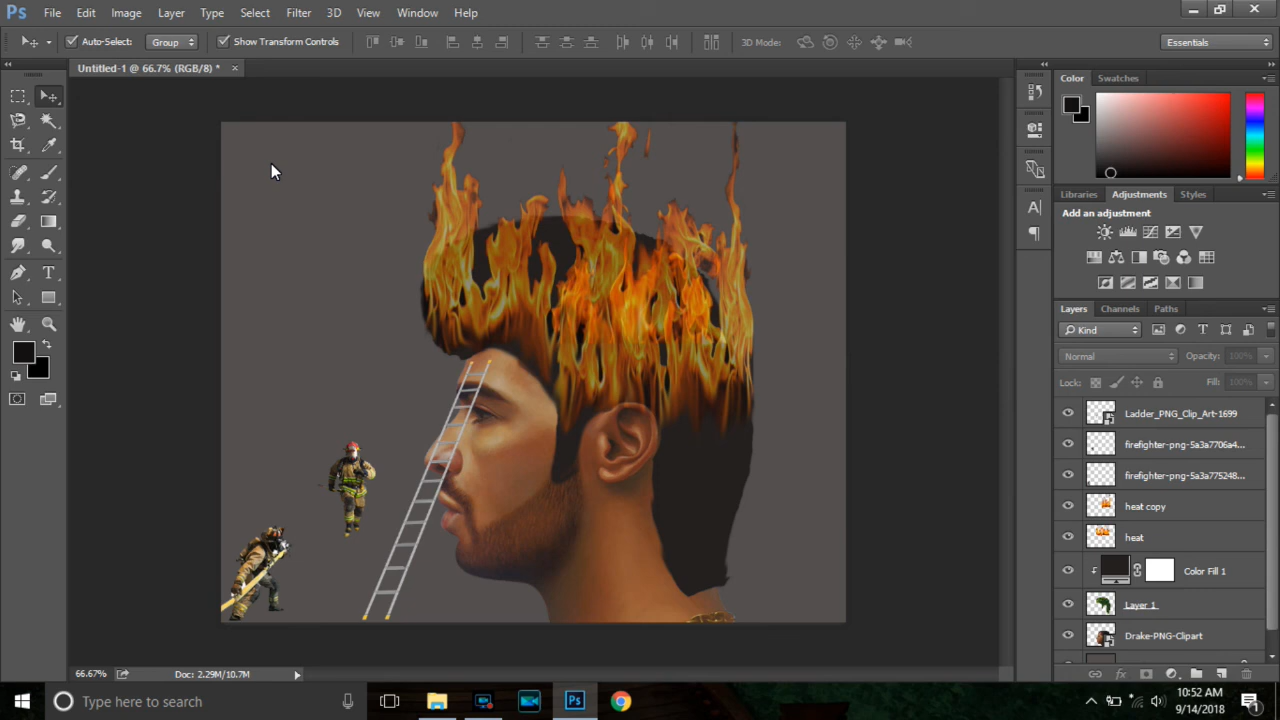 Ps File Edit Image Layer Type Select Filter 3D View Window Help
Auto-Select: Group Show Transform Controls 3D Mode: Essentials
Untitled-1 @ 66.7% (RGB/8) * ×
Color Swatches
Libraries Adjustments Styles
Add an adjustment
Layers Channels Paths
Kind
Normal Opacity: 100%
Lock: Fill: 100%
Ladder_PNG_Clip_Art-1699
firefighter-png-5a3a7706a4...
firefighter-png-5a3a775248...
heat copy
heat
Color Fill 1
Layer 1
Drake-PNG-Clipart
66.67% Doc: 2.29M/10.7M
Type here to search Ps
10:52 AM
9/14/2018